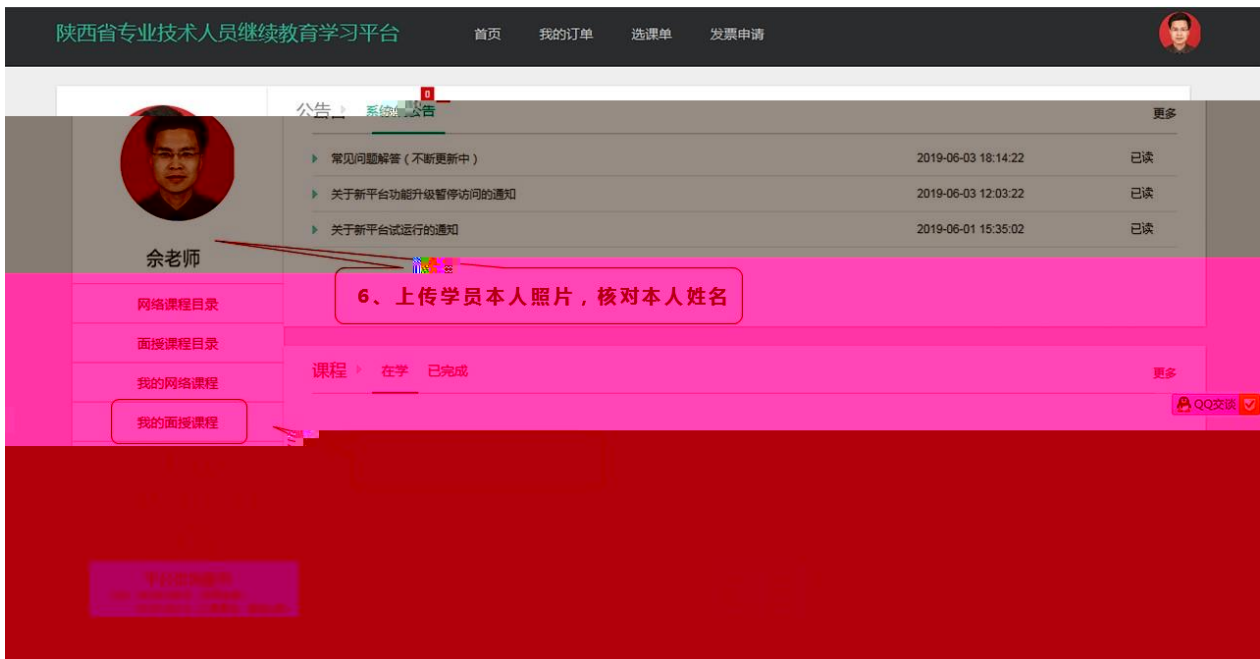 陕西省专业技术人员继续教育学习平台 首页 我的订单 选课单 发票申请
0
公告 系统 公告 更多
常见问题解答（不断更新中） 2019-06-03 18:14:22 已读
关于新平台功能升级暂停访问的通知 2019-06-03 12:03:22 已读
关于新平台试运行的通知 2019-06-01 15:35:02 已读
余老师
6、上传学员本人照片，核对本人姓名
网络课程目录
面授课程目录
课程 在学 已完成 更多
我的网络课程
QQ交谈
我的面授课程